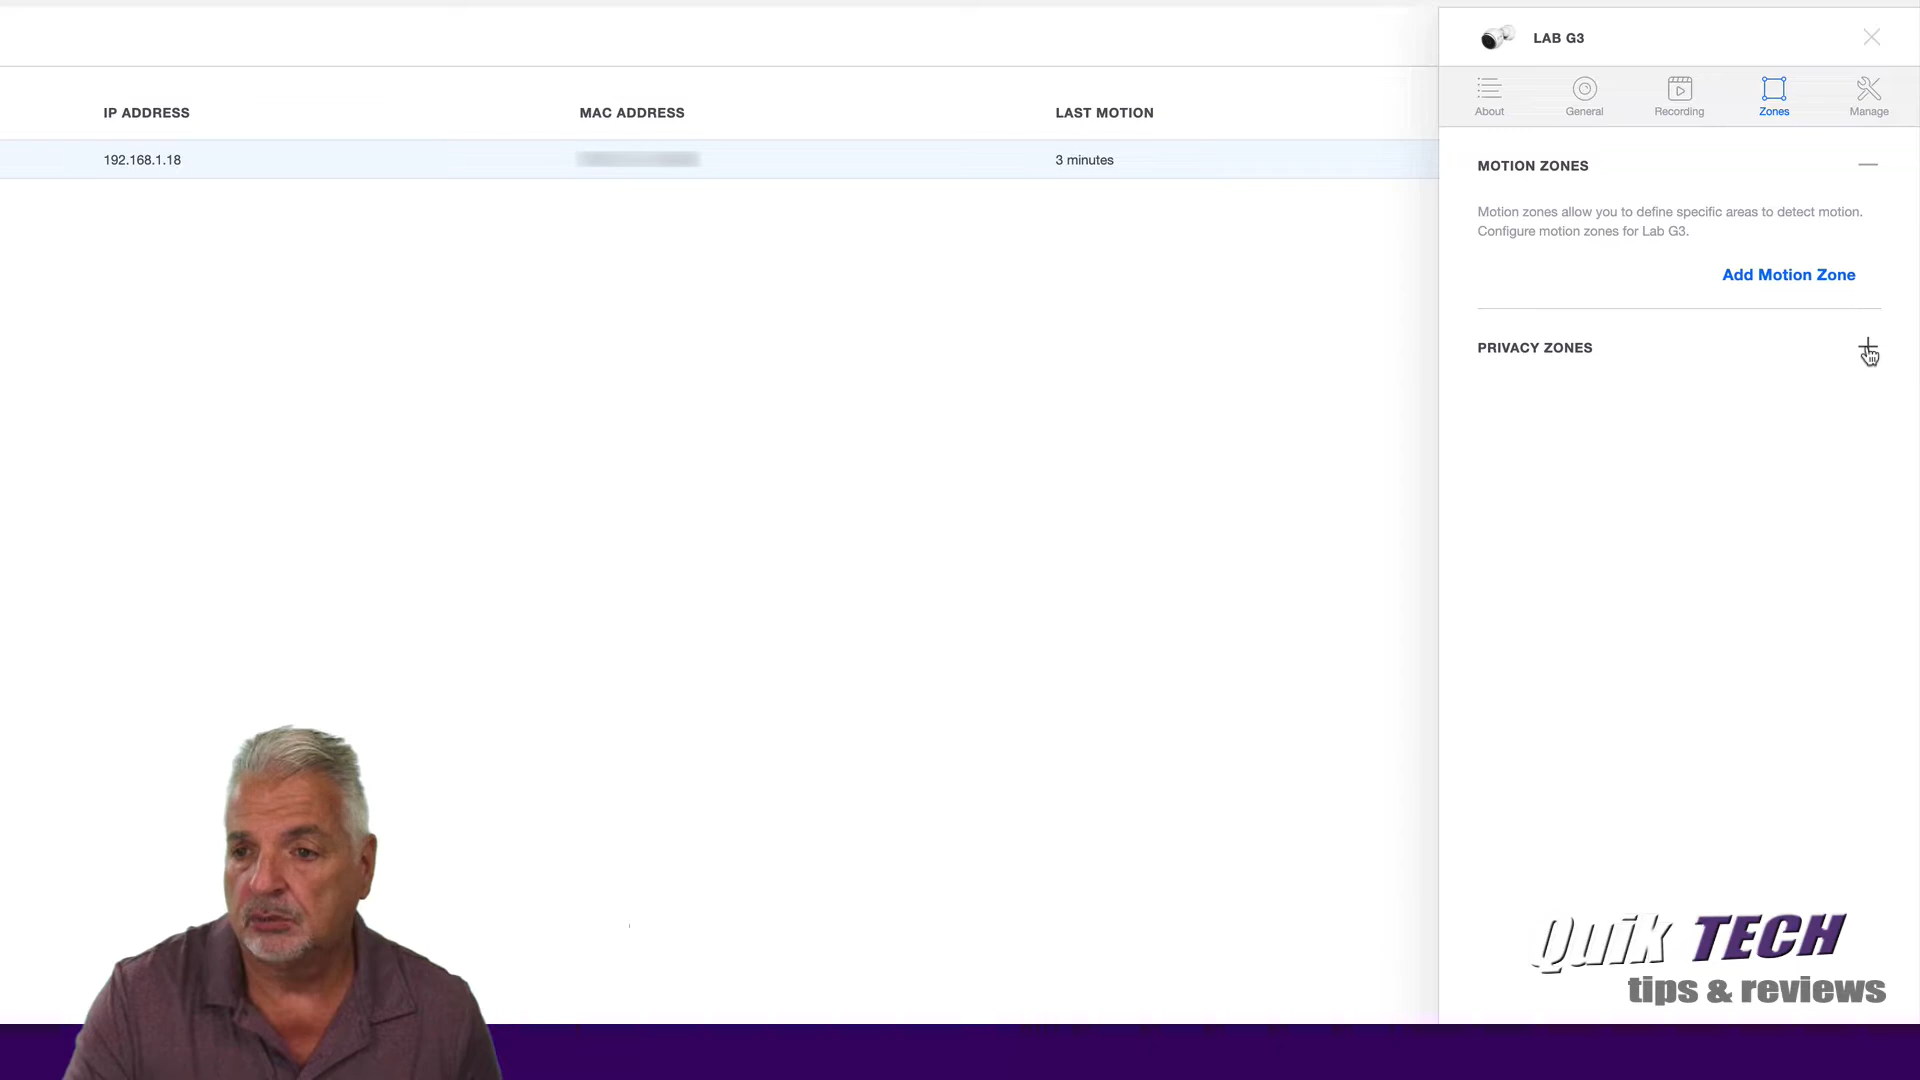 LAB G3
About
General
Recording
Zones
Manage
IP ADDRESS
MAC ADDRESS
LAST MOTION
192.168.1.18
3 minutes
MOTION ZONES
Motion zones allow you to define specific areas to detect motion.
Configure motion zones for Lab G3.
Add Motion Zone
PRIVACY ZONES
Quik TECH
tips & reviews